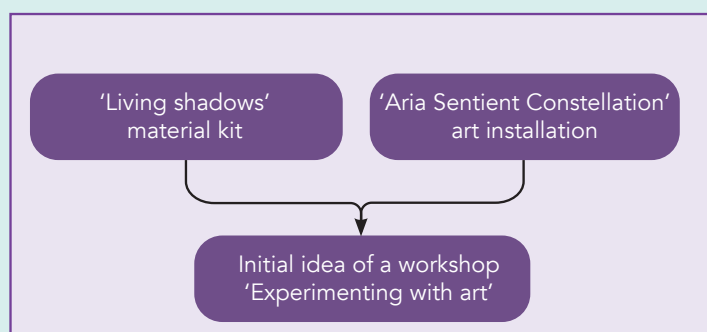 ‘Living shadows’
material kit
‘Aria Sentient Constellation’
art installation
Initial idea of a workshop
‘Experimenting with art’